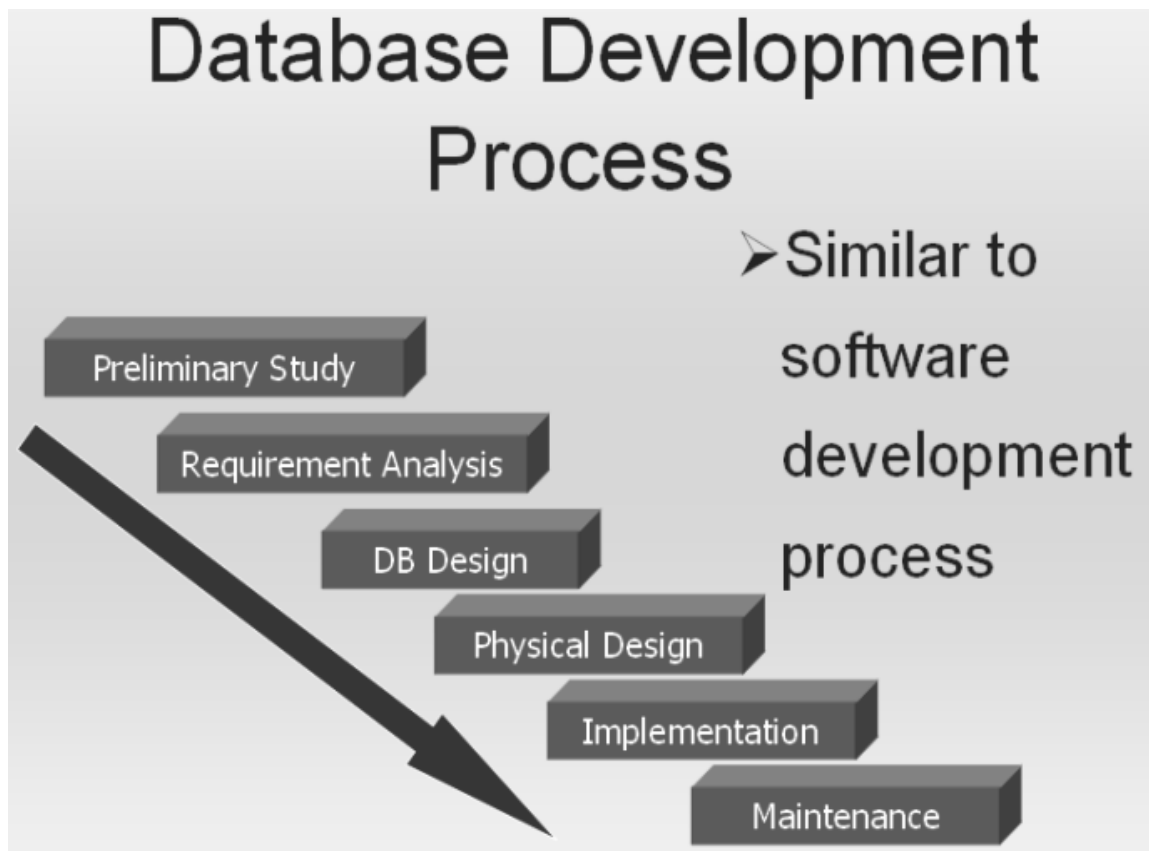 Database Development
Process
➢Similar to
software
development
process
Preliminary Study
Requirement Analysis
DB Design
Physical Design
Implementation
Maintenance